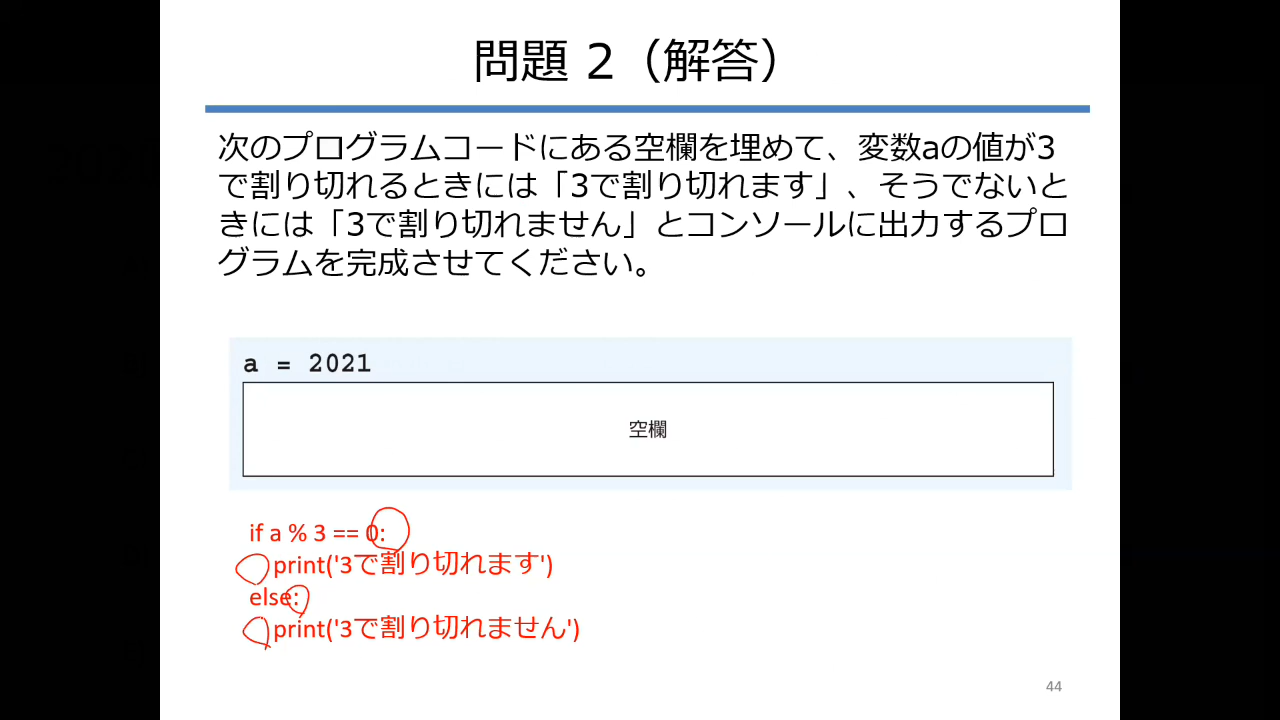 問題 2（解答）
次のプログラムコードにある空欄を埋めて、変数aの値が3
で割り切れるときには「3で割り切れます」、そうでないと
きには「3で割り切れません」とコンソールに出力するプロ
グラムを完成させてください。
a = 2021
空欄
if a % 3 == 0:
print('3で割り切れます')
else:
print('3で割り切れません')
44